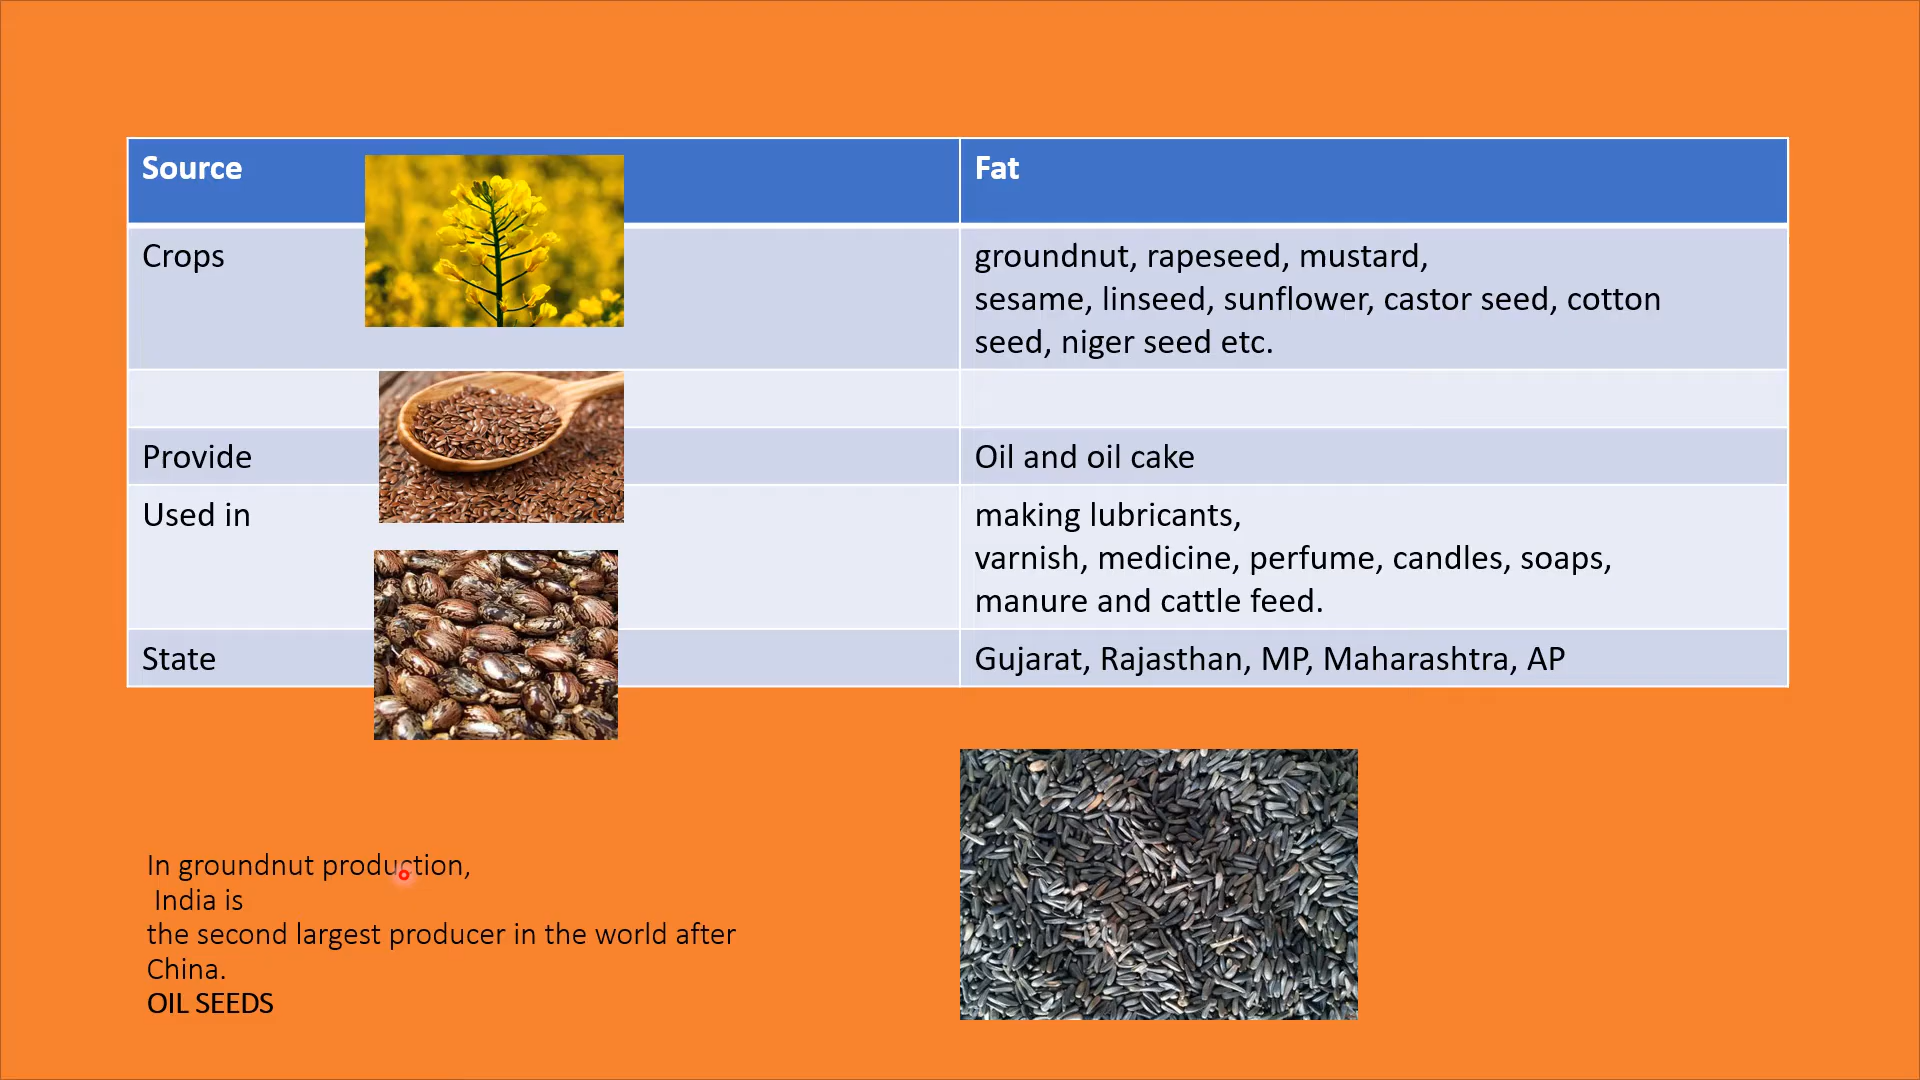 Source
Fat
Crops
groundnut, rapeseed, mustard,
sesame, linseed, sunflower, castor seed, cotton
seed, niger seed etc.
Provide
Oil and oil cake
Used in
making lubricants,
varnish, medicine, perfume, candles, soaps,
manure and cattle feed.
State
Gujarat, Rajasthan, MP, Maharashtra, AP
In groundnut production,
India is
the second largest producer in the world after
China.
OIL SEEDS